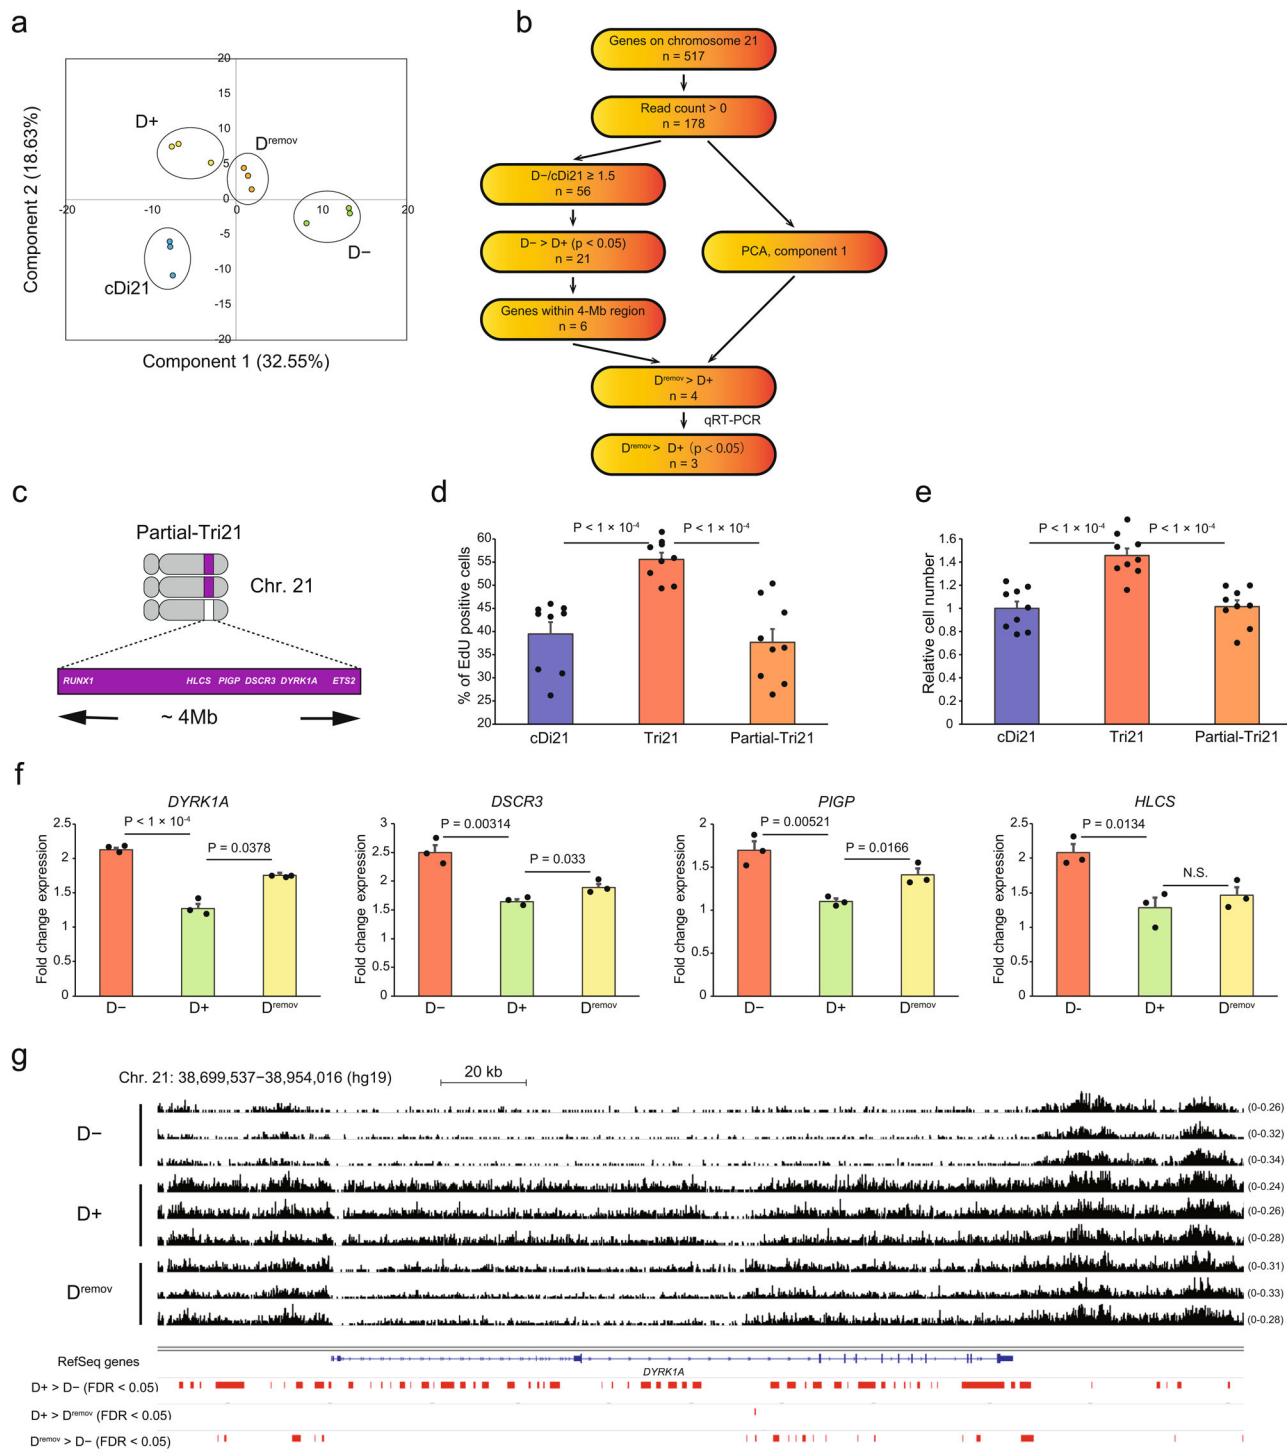 a
20
15
10
5
0
-5
-10
-15
-20
-20
-10
0
10
20
D+
D^remov
D−
cDi21
Component 2 (18.63%)
Component 1 (32.55%)
b
Genes on chromosome 21
n = 517
Read count > 0
n = 178
D−/cDi21 ≥ 1.5
n = 56
D− > D+ (p < 0.05)
n = 21
PCA, component 1
Genes within 4-Mb region
n = 6
D^remov > D+
n = 4
qRT-PCR
D^remov > D+ (p < 0.05)
n = 3
c
Partial-Tri21
Chr. 21
RUNX1 HLCS PIGP DSCR3 DYRK1A ETS2
~ 4Mb
d
P < 1 × 10^-4 P < 1 × 10^-4
% of EdU positive cells
60
55
50
45
40
35
30
25
20
cDi21 Tri21 Partial-Tri21
e
P < 1 × 10^-4 P < 1 × 10^-4
Relative cell number
1.6
1.4
1.2
1
0.8
0.6
0.4
0.2
0
cDi21 Tri21 Partial-Tri21
f
DYRK1A
Fold change expression
2.5
2
1.5
1
0.5
0
P < 1 × 10^-4
P = 0.0378
D− D+ D^remov
DSCR3
Fold change expression
3
2.5
2
1.5
1
0.5
0
P = 0.00314
P = 0.033
D− D+ D^remov
PIGP
Fold change expression
2
1.5
1
0.5
0
P = 0.00521
P = 0.0166
D− D+ D^remov
HLCS
Fold change expression
2.5
2
1.5
1
0.5
0
P = 0.0134
N.S.
D- D+ D^remov
g
Chr. 21: 38,699,537−38,954,016 (hg19)
20 kb
D−
(0-0.26)
(0-0.32)
(0-0.34)
D+
(0-0.24)
(0-0.26)
(0-0.28)
D^remov
(0-0.31)
(0-0.33)
(0-0.28)
RefSeq genes
DYRK1A
D+ > D− (FDR < 0.05)
D+ > D^remov (FDR < 0.05)
D^remov > D− (FDR < 0.05)